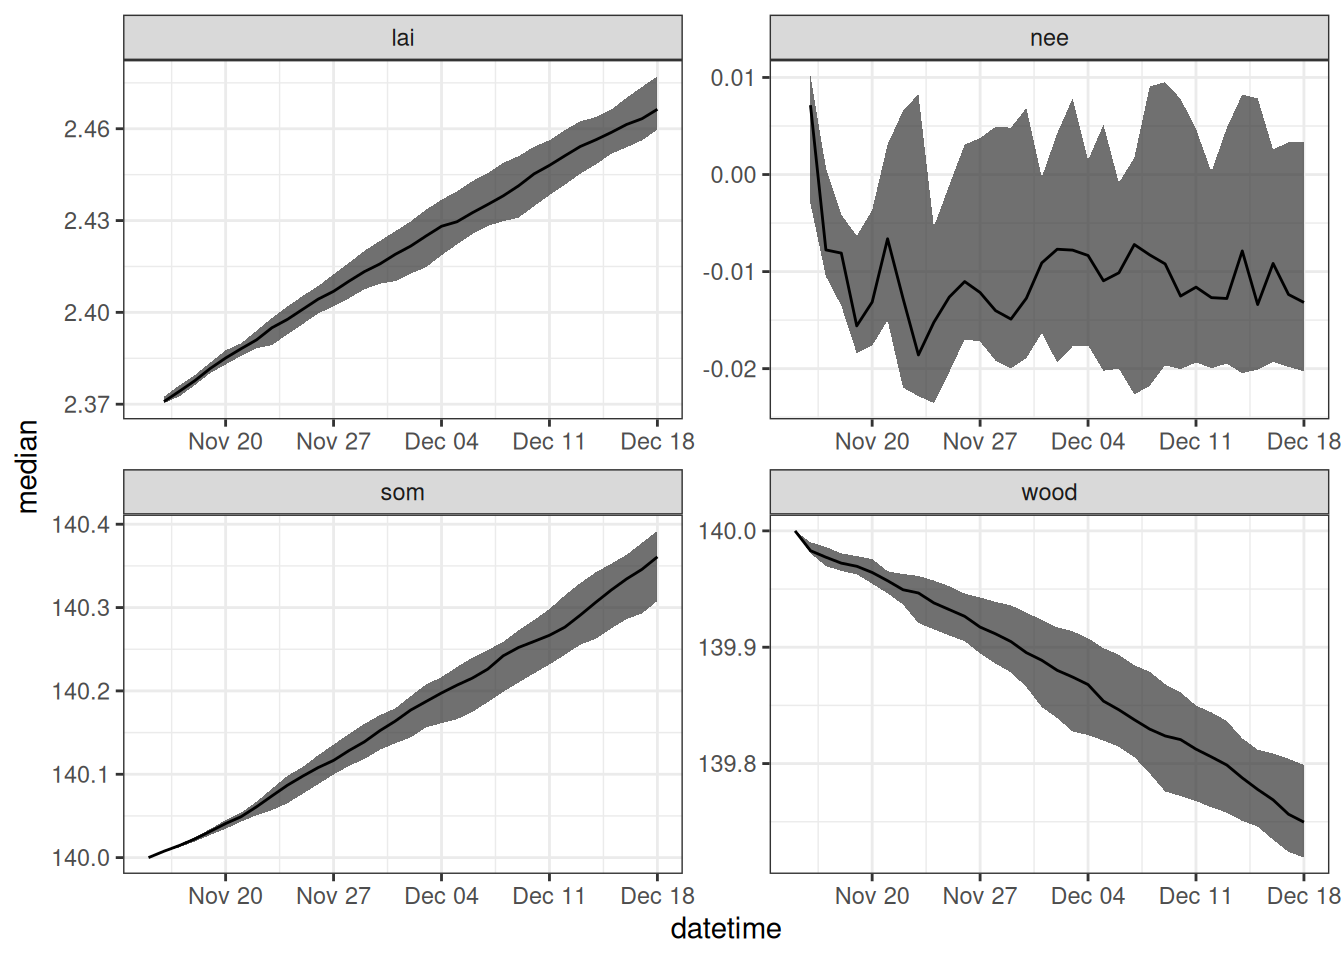 lai
nee
2.46
2.43
2.40
2.37
0.01
0.00
-0.01
-0.02
Nov 20 Nov 27 Dec 04 Dec 11 Dec 18
Nov 20 Nov 27 Dec 04 Dec 11 Dec 18
median
som
wood
140.4
140.3
140.2
140.1
140.0
140.0
139.9
139.8
Nov 20 Nov 27 Dec 04 Dec 11 Dec 18
Nov 20 Nov 27 Dec 04 Dec 11 Dec 18
datetime